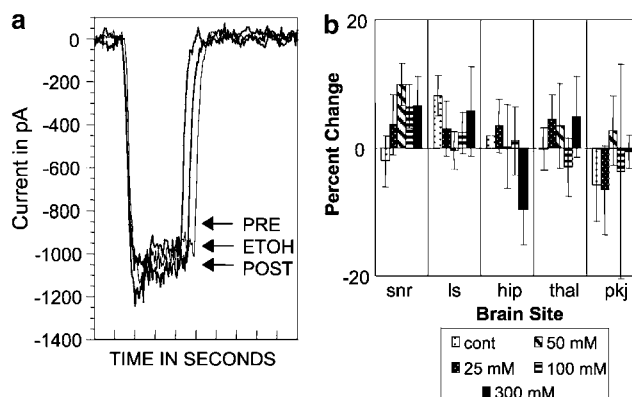 a
0
-200
-400
-600
-800
-1000
-1200
-1400
Current in pA
PRE
ETOH
POST
TIME IN SECONDS
b
20
0
-20
Percent Change
snr ls hip thal pkj
Brain Site
cont 50 mM
25 mM 100 mM
300 mM